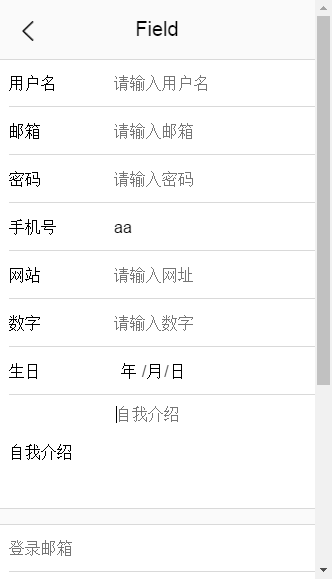 Field
用户名 请输入用户名
邮箱 请输入邮箱
密码 请输入密码
手机号 aa
网站 请输入网址
数字 请输入数字
生日 年 /月/日
自我介绍
自我介绍
登录邮箱